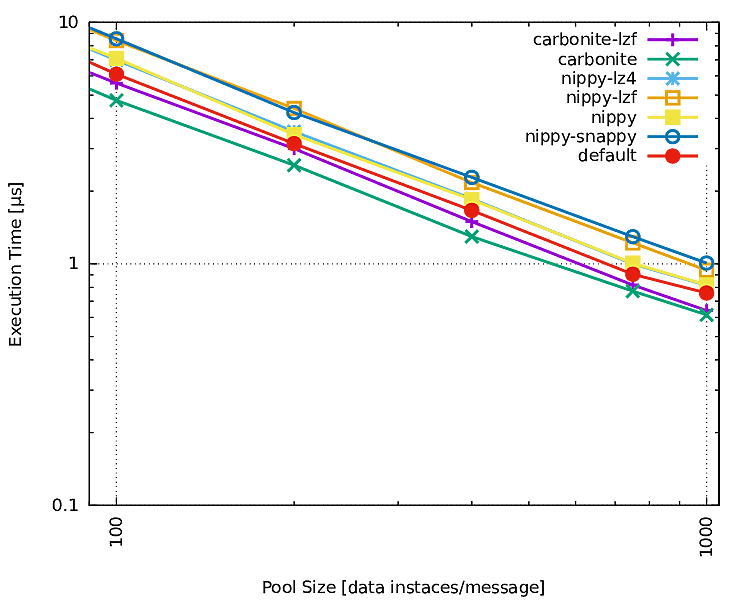 10
1
0.1
Execution Time [µs]
carbonite-lzf
carbonite
nippy-lz4
nippy-lzf
nippy
nippy-snappy
default
100
1000
Pool Size [data instaces/message]